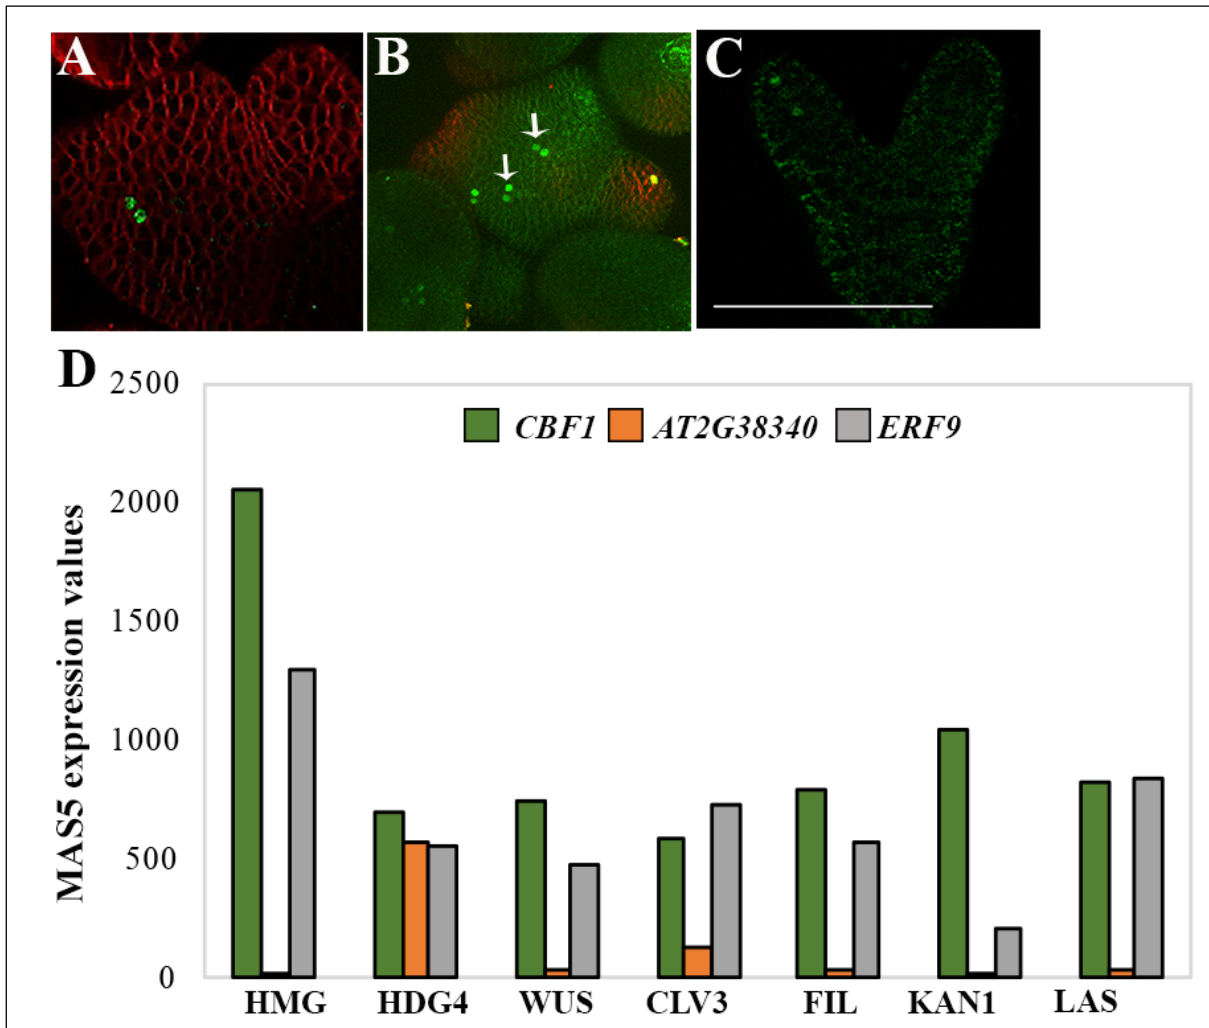 A
B
C
D
2500
2000
1500
1000
500
0
MAS5 expression values
CBF1 AT2G38340 ERF9
HMG HDG4 WUS CLV3 FIL KAN1 LAS